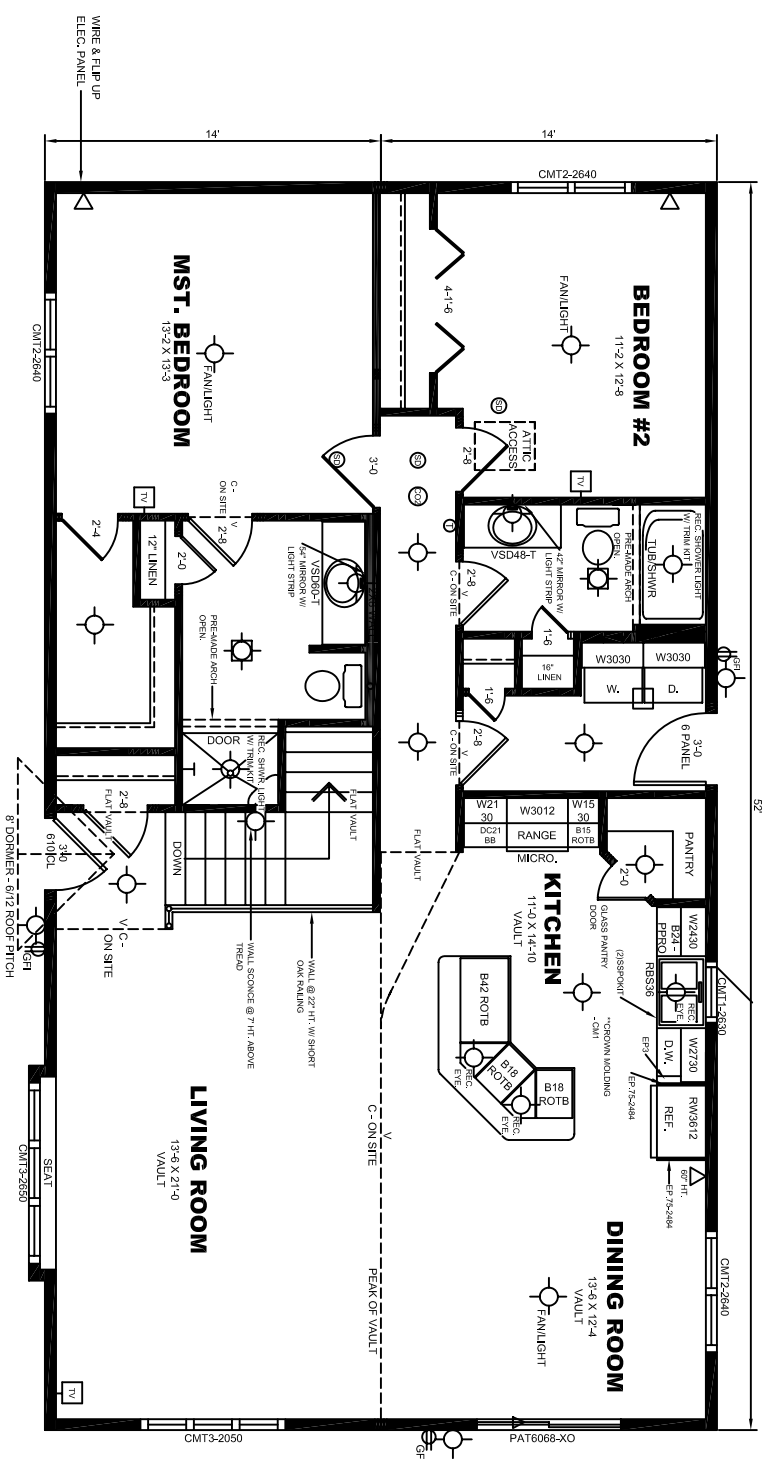 WIRE & FLIP UP
ELEC. PANEL
14'
14'
52'
CMT2-2640
CMT2-2640
MST. BEDROOM
13'-2 X 13'-3
FAN/LIGHT
BEDROOM #2
11'-2 X 12'-8
FAN/LIGHT
4-1'-6
SD
ATTIC
ACCESS
2'-8
3'-0
SD
SD
CO2
T
TV
TV
C -
ON SITE
V
2'-8
2'-4
12" LINEN
2'-0
54" MIRROR W/
LIGHT STRIP
VSD60-T
PRE-MADE ARCH
OPEN.
VSD48-T
42" MIRROR W/
LIGHT STRIP
PRE-MADE ARCH
OPEN.
REC. SHOWER LIGHT
W/ TRIM KIT
TUB/SHWR
2'-8
C - ON SITE
V
1'-6
16"
LINEN
1'-6
W3030
W3030
W.
D.
GFI
2'-8
C - ON SITE
V
3'-0
6 PANEL
DOOR
REC. SHWR. LIGHT
W/ TRIM KIT
FLAT VAULT
FLAT VAULT
FLAT VAULT
2'-8
3'-0
610 CL
DOWN
8' DORMER - 6/12 ROOF PITCH
GFI
V
C -
ON SITE
WALL SCONCE @ 7' HT. ABOVE
TREAD
WALL @ 22" HT. W/ SHORT
OAK RAILING
W21
30
W3012
W15
30
DC21
BB
RANGE
B15
ROTB
MICRO.
PANTRY
2'-0
GLASS PANTRY
DOOR
KITCHEN
11'-0 X 14'-10
VAULT
W2430
B24 -
PPRO
RBS36
REC.
EYE.
CMT1-2630
(2)SSPOKIT
**CROWN MOLDING
- CM1
D.W.
W2730
EP3
EP.75-2484
REF.
RW3612
60" HT.
EP.75-2484
B42 ROTB
B18
ROTB
B18
ROTB
REC.
EYE.
REC.
EYE.
C - ON SITE
V
PEAK OF VAULT
LIVING ROOM
13'-6 X 21'-0
VAULT
SEAT
CMT3-2650
DINING ROOM
13'-6 X 12'-4
VAULT
FAN/LIGHT
CMT2-2640
TV
CMT3-2050
GF
PAT6068-XO